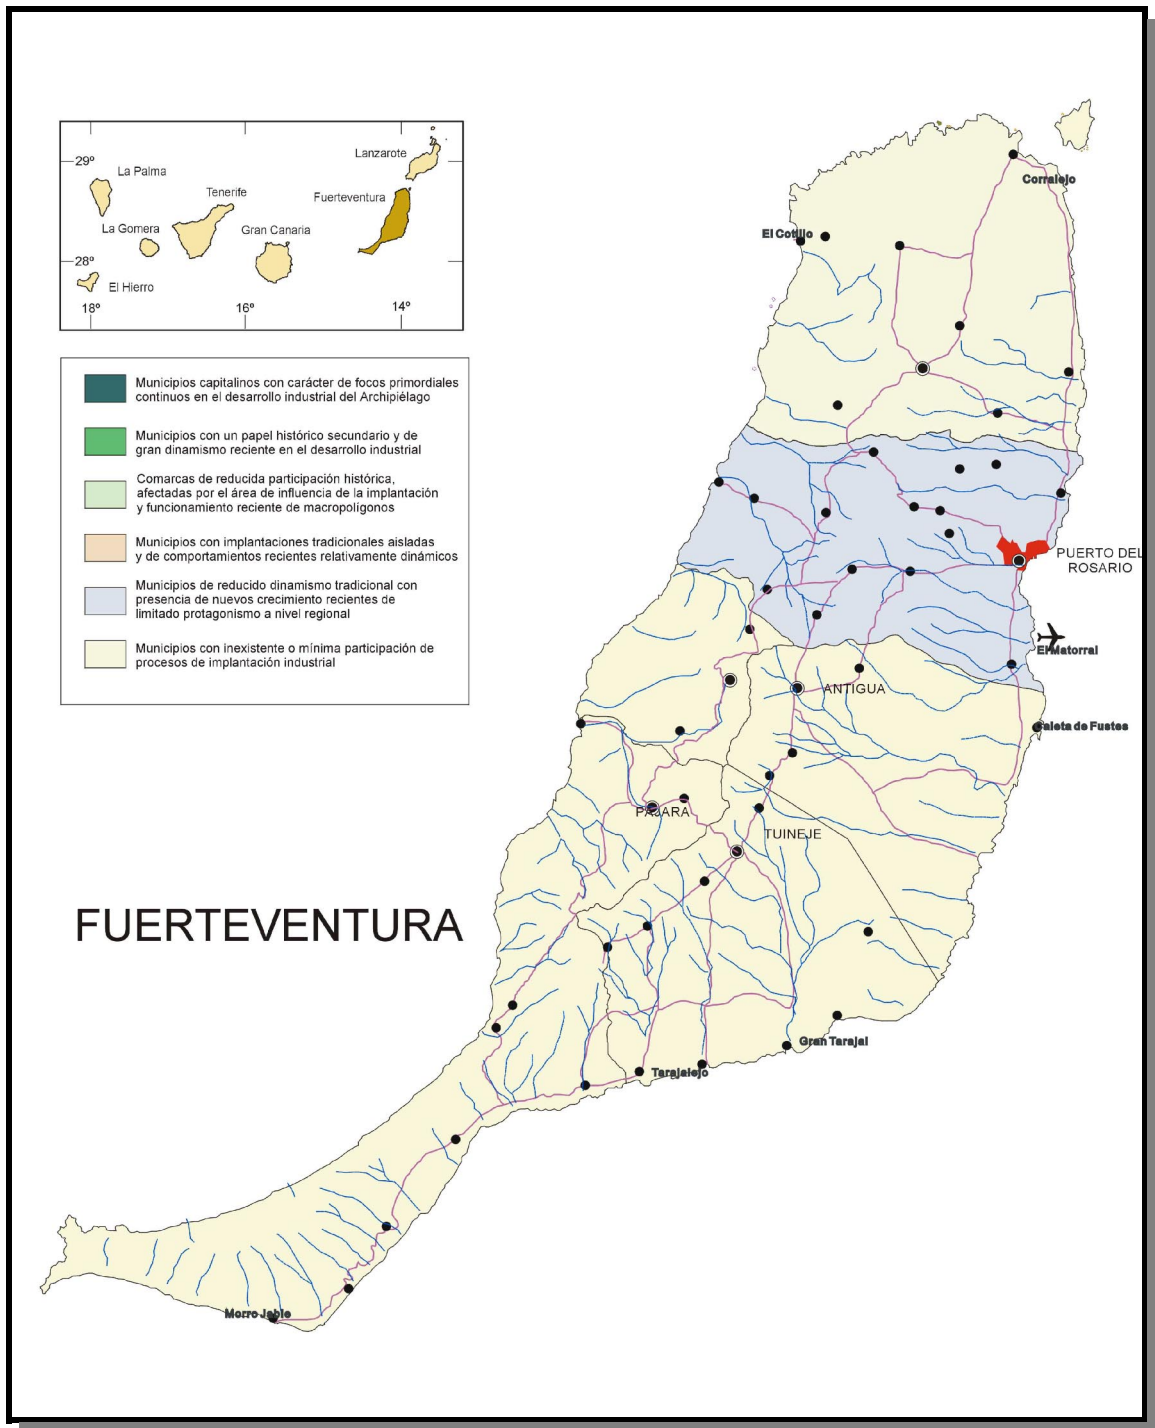 Lanzarote
29º
La Palma
Tenerife
Fuerteventura
La Gomera
Gran Canaria
28º
El Hierro
18º
16º
14º
Municipios capitalinos con carácter de focos primordiales
continuos en el desarrollo industrial del Archipiélago
Municipios con un papel histórico secundario y de
gran dinamismo reciente en el desarrollo industrial
Comarcas de reducida participación histórica,
afectadas por el área de influencia de la implantación
y funcionamiento reciente de macropolígonos
Municipios con implantaciones tradicionales aisladas
y de comportamientos recientes relativamente dinámicos
Municipios de reducido dinamismo tradicional con
presencia de nuevos crecimiento recientes de
limitado protagonismo a nivel regional
Municipios con inexistente o mínima participación de
procesos de implantación industrial
Corralejo
El Cotillo
PUERTO DEL
ROSARIO
El Matorral
ANTIGUA
Caleta de Fustes
PÁJARA
TUINEJE
FUERTEVENTURA
Gran Tarajal
Tarajalejo
Morro Jable